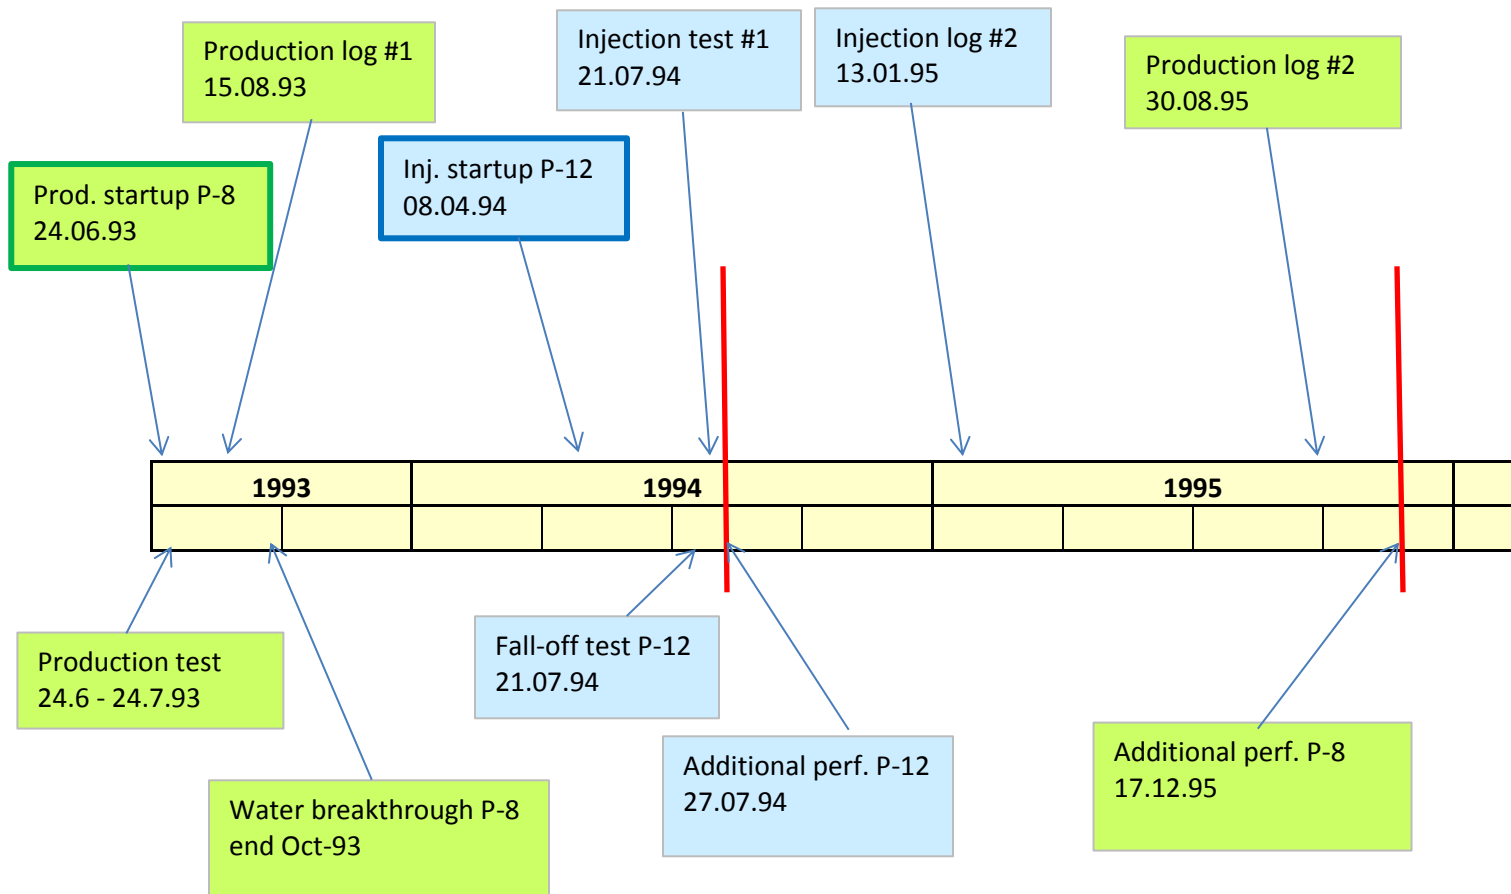 Production log #1
15.08.93
Injection test #1
21.07.94
Injection log #2
13.01.95
Production log #2
30.08.95
Prod. startup P-8
24.06.93
Inj. startup P-12
08.04.94
1993
1994
1995
Production test
24.6 - 24.7.93
Fall-off test P-12
21.07.94
Water breakthrough P-8
end Oct-93
Additional perf. P-12
27.07.94
Additional perf. P-8
17.12.95